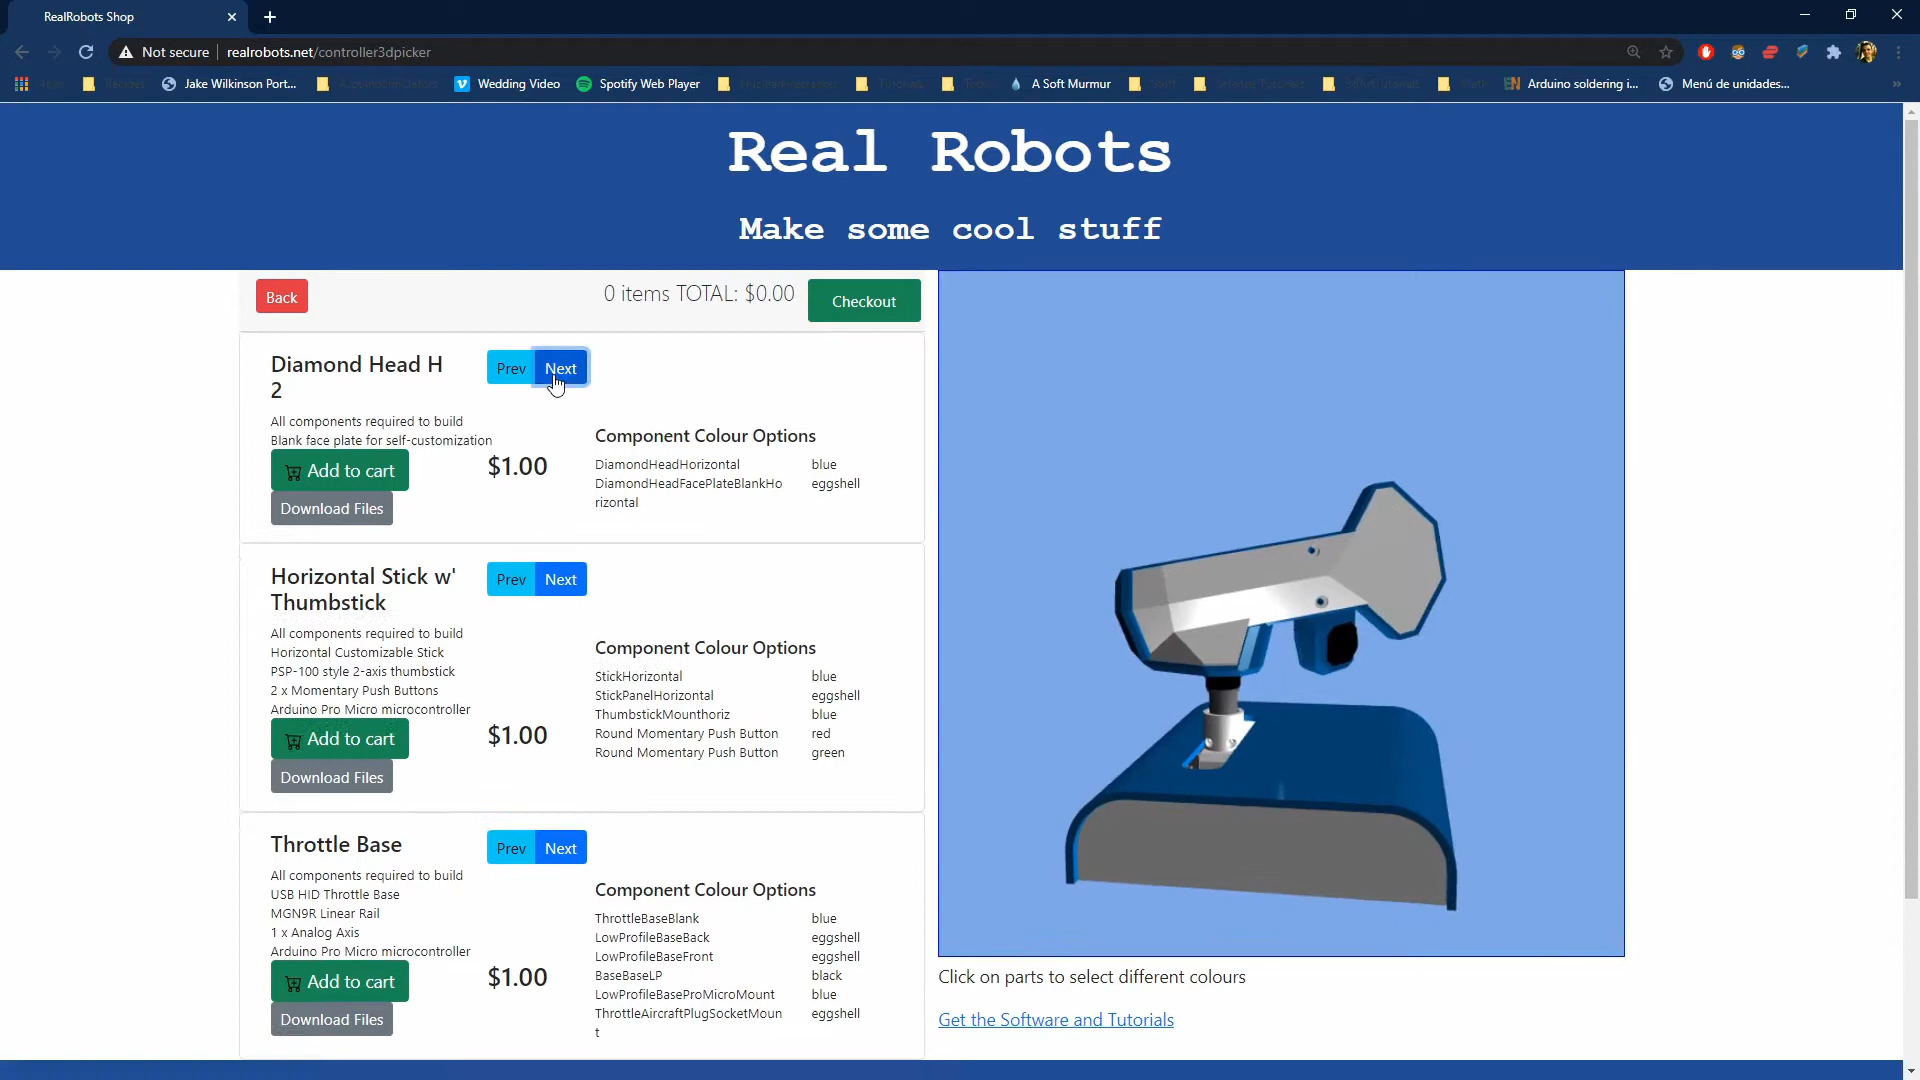 RealRobots Shop
Not secure realrobots.net/controller3dpicker
Jake Wilkinson Port... Wedding Video Spotify Web Player A Soft Murmur Arduino soldering i... Menú de unidades...
Real Robots
Make some cool stuff
Back 0 items TOTAL: $0.00 Checkout
Diamond Head H
2
Prev Next
All components required to build
Blank face plate for self-customization
Add to cart
Download Files
$1.00
Component Colour Options
DiamondHeadHorizontal blue
DiamondHeadFacePlateBlankHo eggshell
rizontal
Horizontal Stick w'
Thumbstick
Prev Next
All components required to build
Horizontal Customizable Stick
PSP-100 style 2-axis thumbstick
2 x Momentary Push Buttons
Arduino Pro Micro microcontroller
Add to cart
Download Files
$1.00
Component Colour Options
StickHorizontal blue
StickPanelHorizontal eggshell
ThumbstickMounthoriz blue
Round Momentary Push Button red
Round Momentary Push Button green
Throttle Base
Prev Next
All components required to build
USB HID Throttle Base
MGN9R Linear Rail
1 x Analog Axis
Arduino Pro Micro microcontroller
Add to cart
Download Files
$1.00
Component Colour Options
ThrottleBaseBlank blue
LowProfileBaseBack eggshell
LowProfileBaseFront eggshell
BaseBaseLP black
LowProfileBaseProMicroMount blue
ThrottleAircraftPlugSocketMoun eggshell
t
Click on parts to select different colours
Get the Software and Tutorials